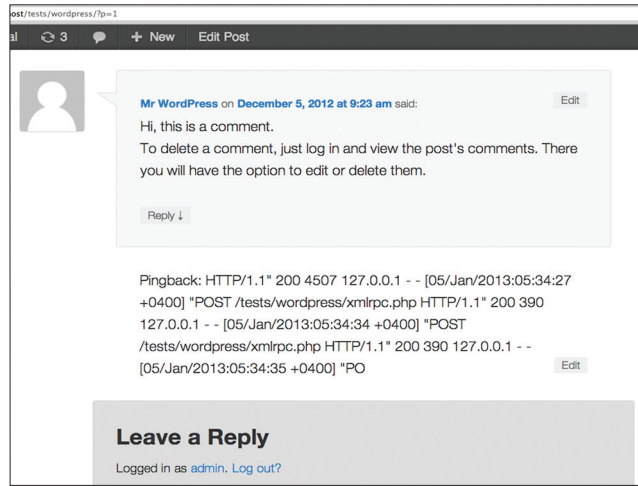 ost/tests/wordpress/?p=1
al 3 + New Edit Post
Mr WordPress on December 5, 2012 at 9:23 am said: Edit
Hi, this is a comment.
To delete a comment, just log in and view the post's comments. There
you will have the option to edit or delete them.
Reply ↓
Pingback: HTTP/1.1" 200 4507 127.0.0.1 - - [05/Jan/2013:05:34:27
+0400] "POST /tests/wordpress/xmlrpc.php HTTP/1.1" 200 390
127.0.0.1 - - [05/Jan/2013:05:34:34 +0400] "POST
/tests/wordpress/xmlrpc.php HTTP/1.1" 200 390 127.0.0.1 - -
[05/Jan/2013:05:34:35 +0400] "PO Edit
Leave a Reply
Logged in as admin. Log out?